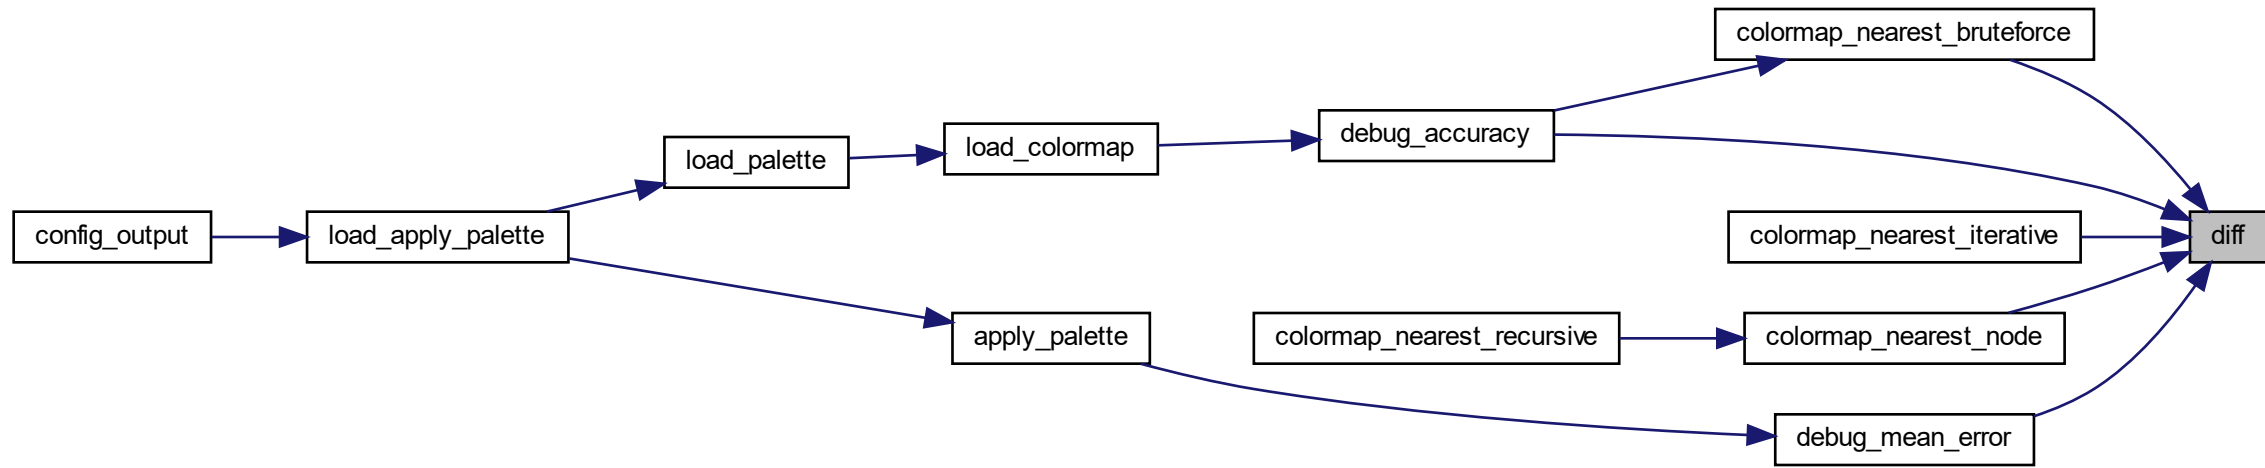 colormap_nearest_bruteforce
debug_accuracy
load_colormap
load_palette
config_output
load_apply_palette
colormap_nearest_iterative
diff
apply_palette
colormap_nearest_recursive
colormap_nearest_node
debug_mean_error